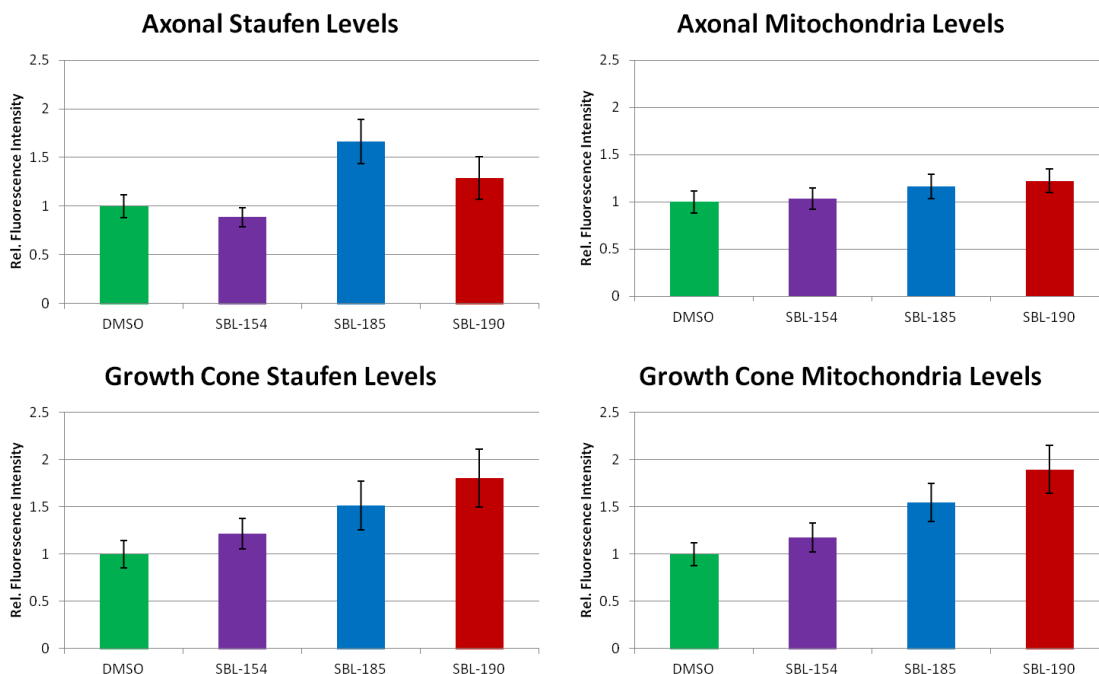 Axonal Staufen Levels
Rel. Fluorescence Intensity
2.5
2
1.5
1
0.5
0
DMSO SBL-154 SBL-185 SBL-190
Axonal Mitochondria Levels
Rel. Fluorescence Intensity
2.5
2
1.5
1
0.5
0
DMSO SBL-154 SBL-185 SBL-190
Growth Cone Staufen Levels
Rel. Fluorescence Intensity
2.5
2
1.5
1
0.5
0
DMSO SBL-154 SBL-185 SBL-190
Growth Cone Mitochondria Levels
Rel. Fluorescence Intensity
2.5
2
1.5
1
0.5
0
DMSO SBL-154 SBL-185 SBL-190